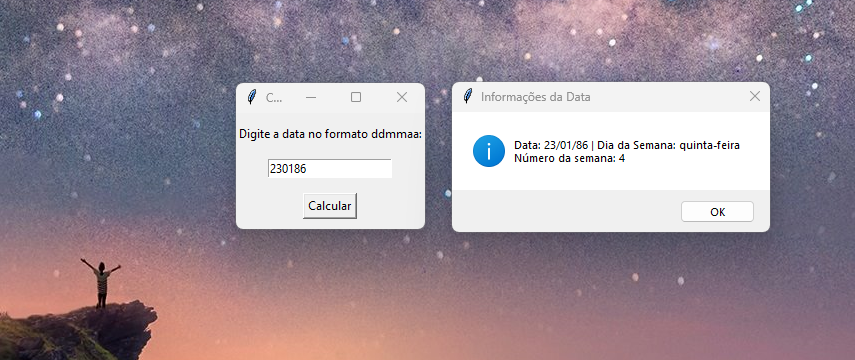 C...
Digite a data no formato ddmmaa:
230186
Calcular
Informações da Data
Data: 23/01/86 | Dia da Semana: quinta-feira
Número da semana: 4
OK